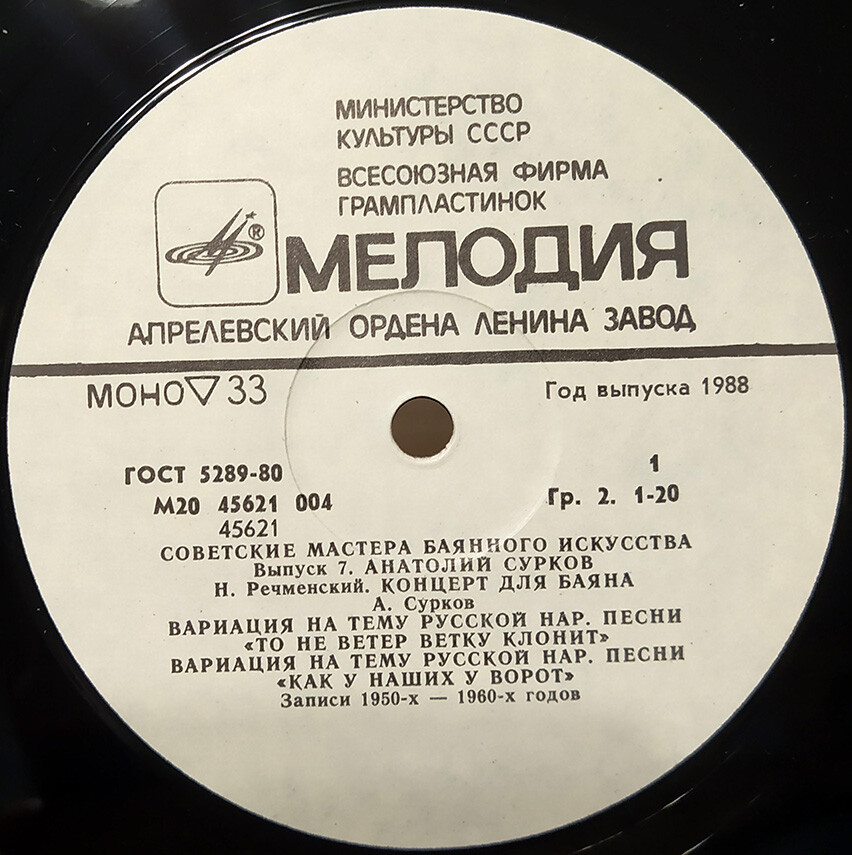 МИНИСТЕРСТВО
КУЛЬТУРЫ СССР
ВСЕСОЮЗНАЯ ФИРМА
ГРАМПЛАСТИНОК
® МЕЛОДИЯ
АПРЕЛЕВСКИЙ ОРДЕНА ЛЕНИНА ЗАВОД
МОНО▽33
Год выпуска 1988
ГОСТ 5289-80
М20 45621 004
45621
1
Гр. 2. 1-20
СОВЕТСКИЕ МАСТЕРА БАЯННОГО ИСКУССТВА
Выпуск 7. АНАТОЛИЙ СУРКОВ
Н. Речменский. КОНЦЕРТ ДЛЯ БАЯНА
А. Сурков
ВАРИАЦИЯ НА ТЕМУ РУССКОЙ НАР. ПЕСНИ
«ТО НЕ ВЕТЕР ВЕТКУ КЛОНИТ»
ВАРИАЦИЯ НА ТЕМУ РУССКОЙ НАР. ПЕСНИ
«КАК У НАШИХ У ВОРОТ»
Записи 1950-х — 1960-х годов